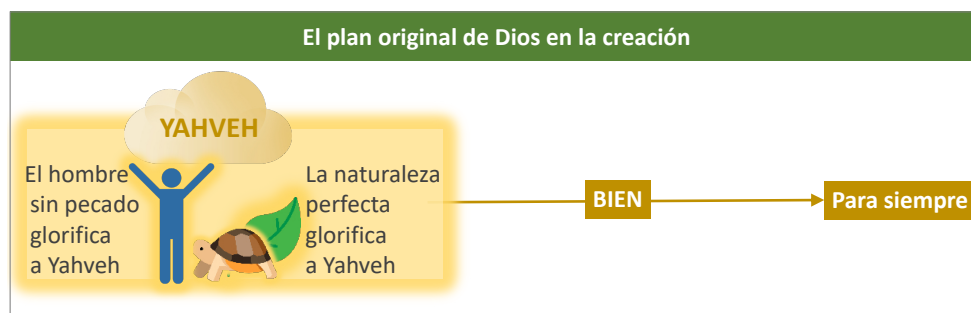 El plan original de Dios en la creación
YAHVEH
El hombre
sin pecado
glorifica
a Yahveh
La naturaleza
perfecta
glorifica
a Yahveh
BIEN
Para siempre